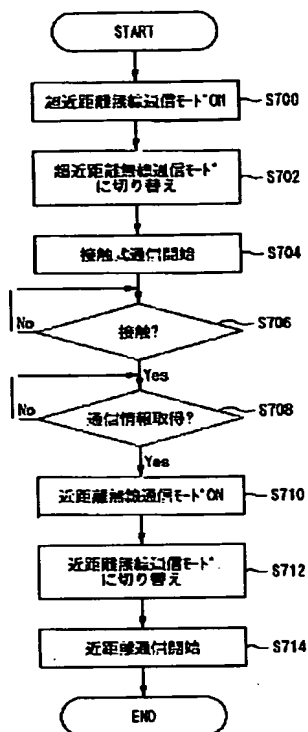 START
超近距離無線通信モードON
S700
超近距離無線通信モード
に切り替え
S702
接触式通信開始
S704
接触?
S706
No
Yes
通信情報取得?
S708
No
Yes
近距離無線通信モードON
S710
近距離無線通信モード
に切り替え
S712
近距離通信開始
S714
END